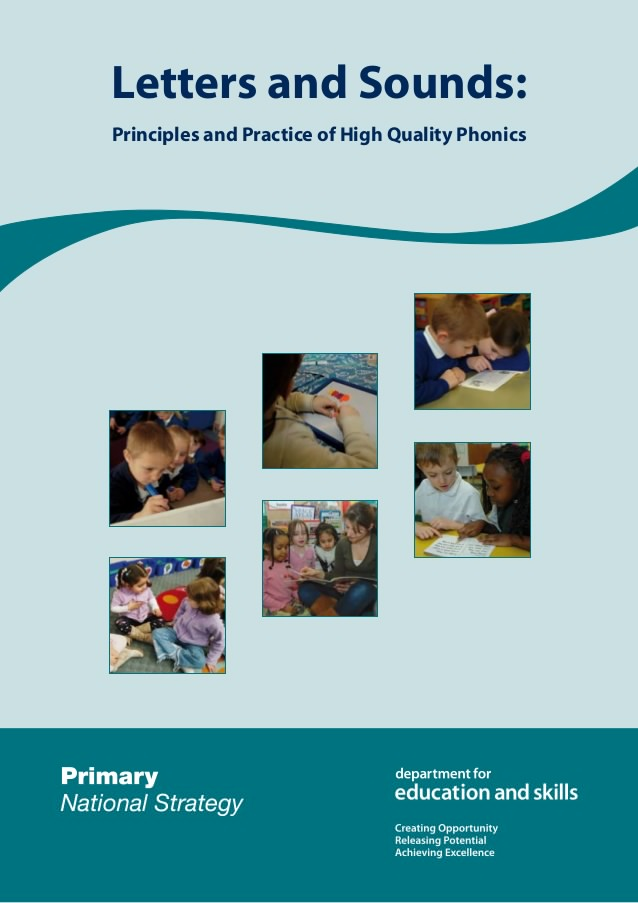 Letters and Sounds:
Principles and Practice of High Quality Phonics
Primary
National Strategy
department for
education and skills
Creating Opportunity
Releasing Potential
Achieving Excellence